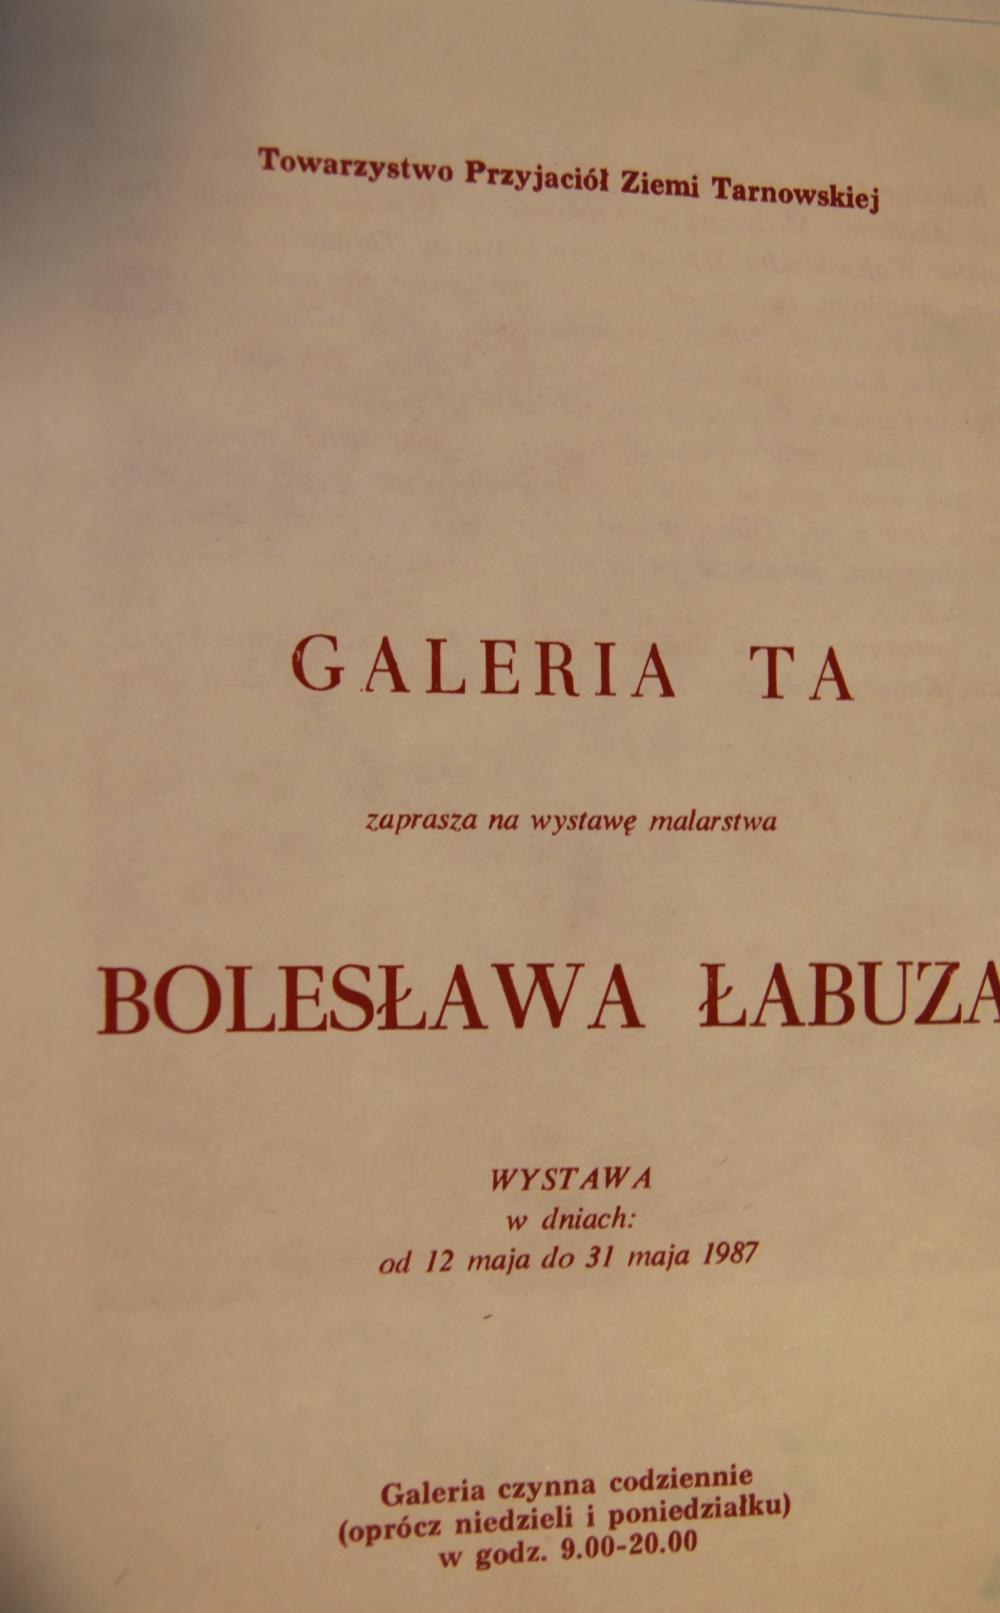 Towarzystwo Przyjaciół Ziemi Tarnowskiej
GALERIA TA
zaprasza na wystawę malarstwa
BOLESŁAWA ŁABUZA
WYSTAWA
w dniach:
od 12 maja do 31 maja 1987
Galeria czynna codziennie
(oprócz niedzieli i poniedziałku)
w godz. 9.00-20.00